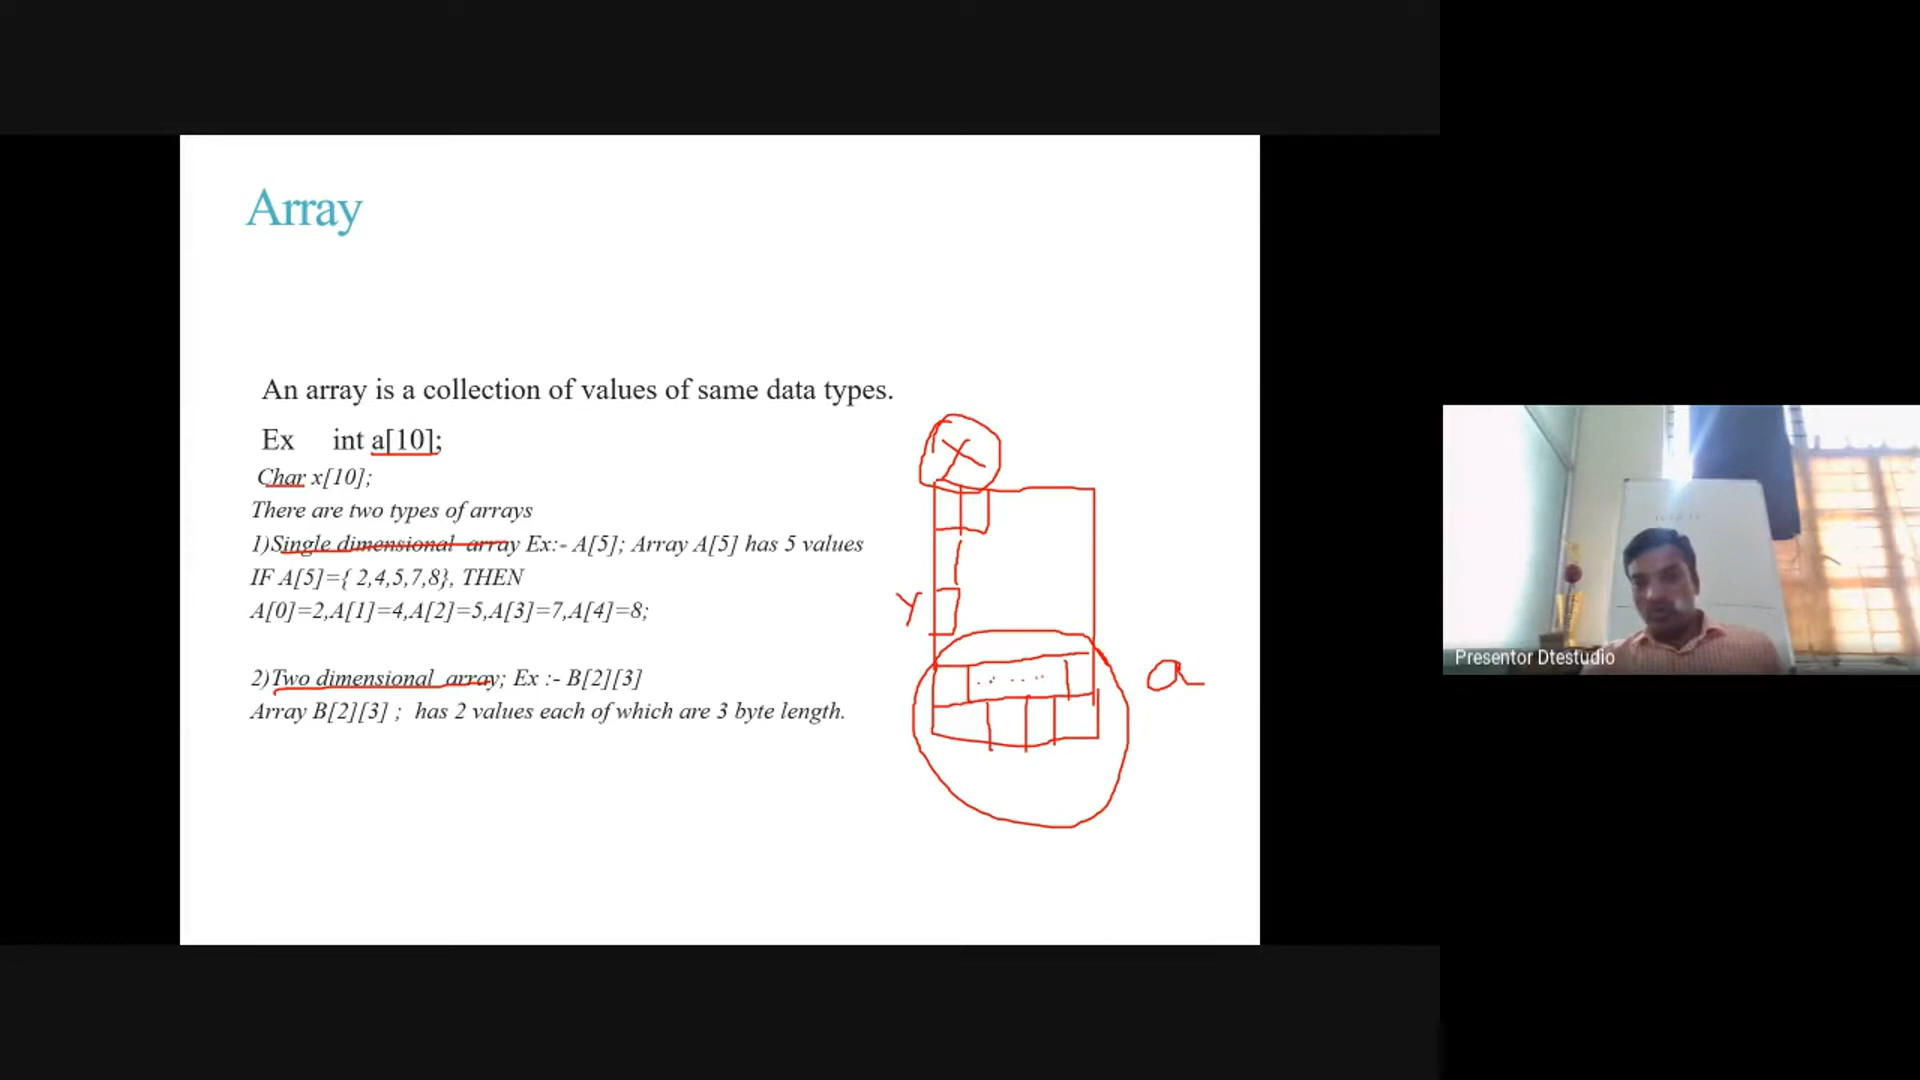 Array
An array is a collection of values of same data types.
Ex int a[10];
Char x[10];
There are two types of arrays
1)Single dimensional array Ex:- A[5]; Array A[5] has 5 values
IF A[5]={ 2,4,5,7,8}, THEN
A[0]=2,A[1]=4,A[2]=5,A[3]=7,A[4]=8;
2)Two dimensional array; Ex :- B[2][3]
Array B[2][3] ; has 2 values each of which are 3 byte length.
X
Y
a
Presentor Dtestudio